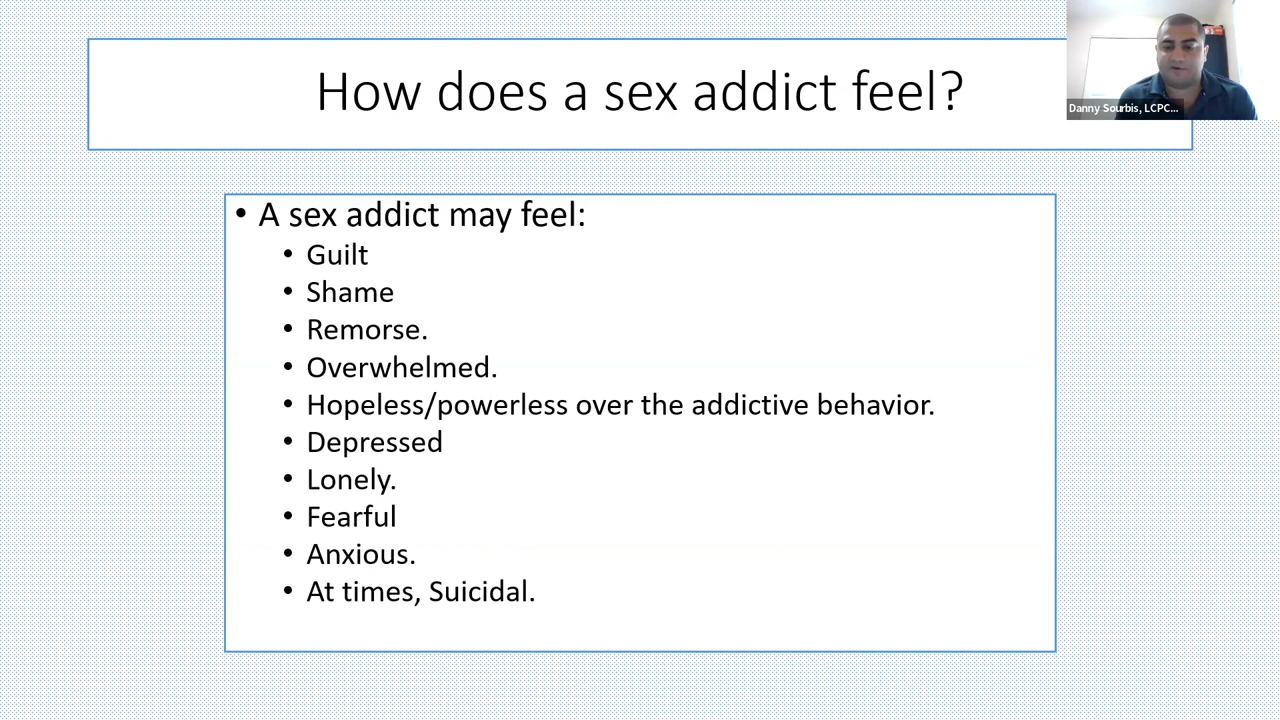 How does a sex addict feel?
Danny Sourbis, LCPC...
• A sex addict may feel:
• Guilt
• Shame
• Remorse.
• Overwhelmed.
• Hopeless/powerless over the addictive behavior.
• Depressed
• Lonely.
• Fearful
• Anxious.
• At times, Suicidal.